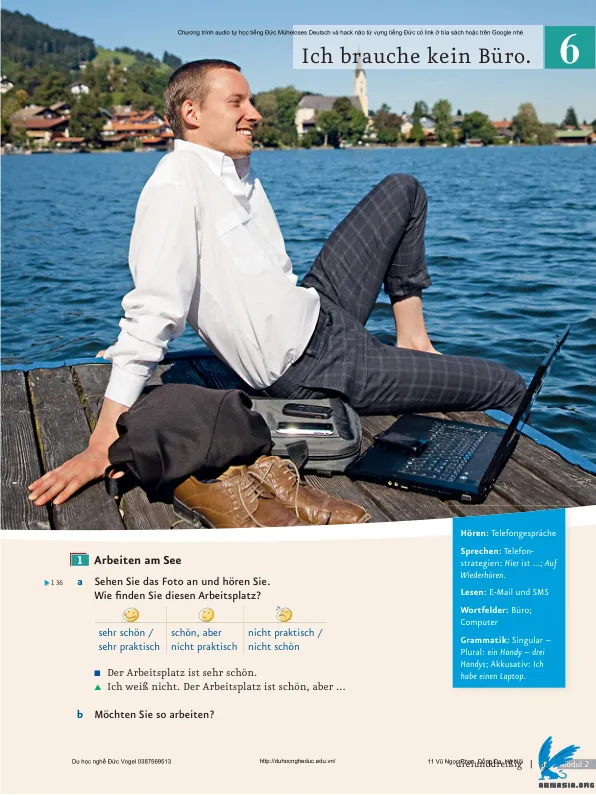 Chương trình audio tự học tiếng Đức Müheloses Deutsch và hack não từ vựng tiếng Đức có link ở bìa sách hoặc trên Google nhé
Ich brauche kein Büro.
6
1 Arbeiten am See
1 36 a Sehen Sie das Foto an und hören Sie.
Wie finden Sie diesen Arbeitsplatz?
sehr schön /
sehr praktisch
schön, aber
nicht praktisch
nicht praktisch /
nicht schön
Der Arbeitsplatz ist sehr schön.
Ich weiß nicht. Der Arbeitsplatz ist schön, aber ...
b Möchten Sie so arbeiten?
Hören: Telefongespräche
Sprechen: Telefon-
strategien: Hier ist ...; Auf
Wiederhören.
Lesen: E-Mail und SMS
Wortfelder: Büro;
Computer
Grammatik: Singular –
Plural: ein Handy – drei
Handys; Akkusativ: Ich
habe einen Laptop.
Du học nghề Đức Vogel 0387569513
http://duhocngheduc.edu.vn/
11 Vũ Ngọc Phan, Đống Đa, Hà Nội
dreiunddreißig | Modul 2
ABMASIA.ORG